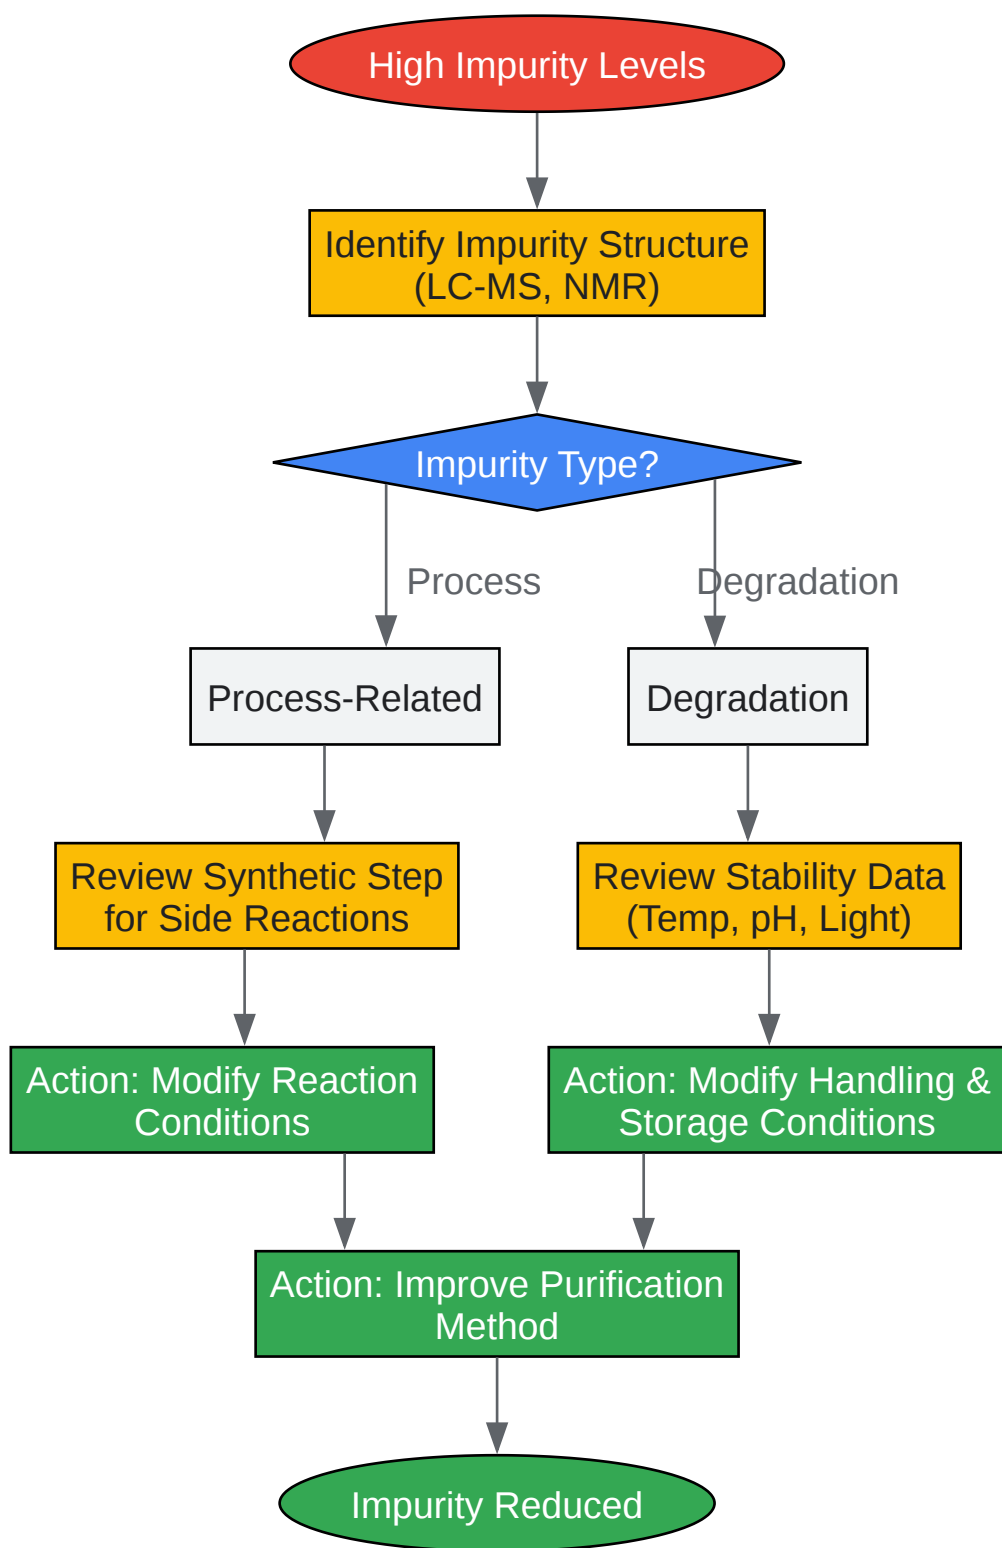 High Impurity Levels
Identify Impurity Structure
(LC-MS, NMR)
Impurity Type?
Process
Degradation
Process-Related
Degradation
Review Synthetic Step
for Side Reactions
Review Stability Data
(Temp, pH, Light)
Action: Modify Reaction
Conditions
Action: Modify Handling &
Storage Conditions
Action: Improve Purification
Method
Impurity Reduced